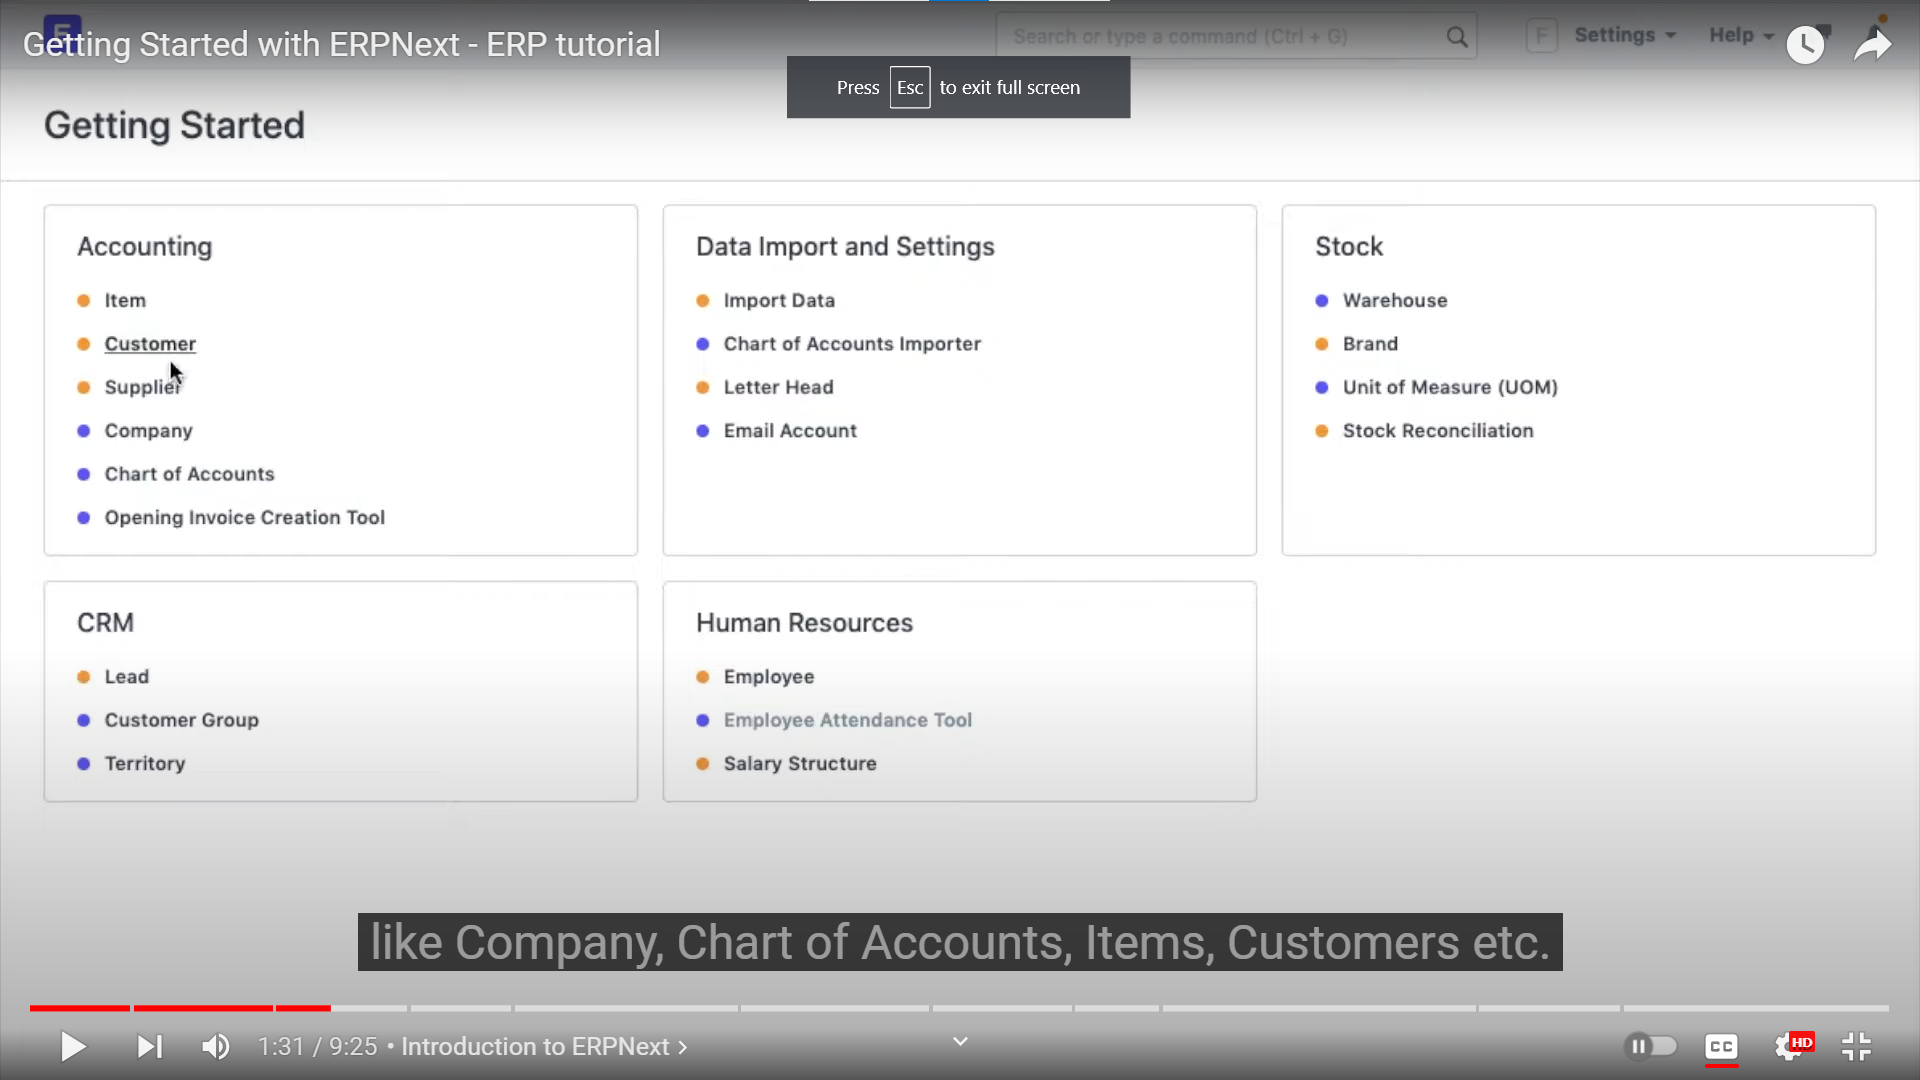 Getting Started with ERPNext - ERP tutorial
Search or type a command (Ctrl + G)
F
Settings
Help
Press Esc to exit full screen
Getting Started
Accounting
Item
Customer
Supplier
Company
Chart of Accounts
Opening Invoice Creation Tool
Data Import and Settings
Import Data
Chart of Accounts Importer
Letter Head
Email Account
Stock
Warehouse
Brand
Unit of Measure (UOM)
Stock Reconciliation
CRM
Lead
Customer Group
Territory
Human Resources
Employee
Employee Attendance Tool
Salary Structure
like Company, Chart of Accounts, Items, Customers etc.
1:31 / 9:25 • Introduction to ERPNext
CC
HD